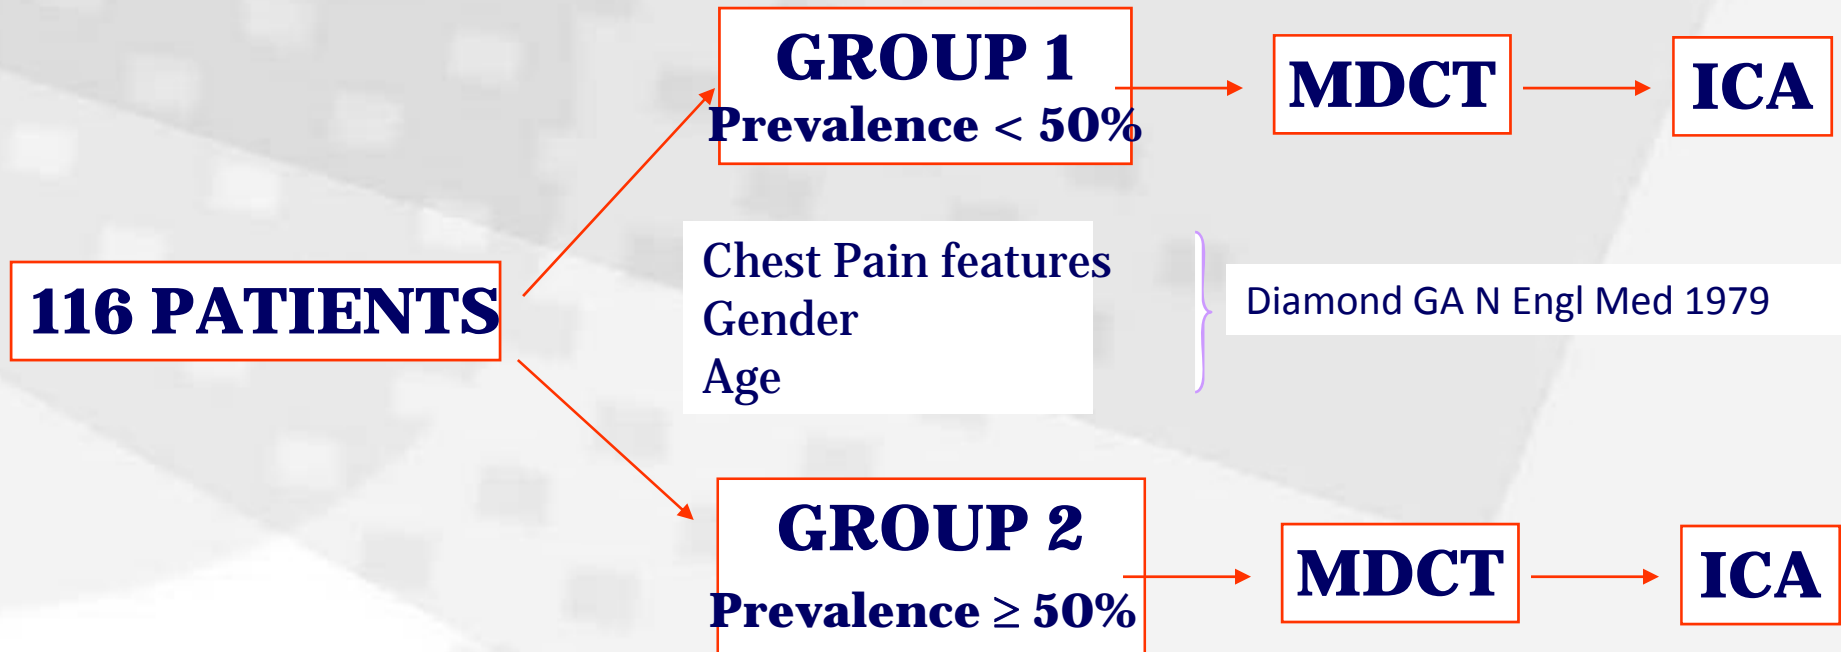 GROUP 1
Prevalence < 50%
MDCT
ICA
116 PATIENTS
Chest Pain features
Gender
Age
Diamond GA N Engl Med 1979
GROUP 2
Prevalence ≥ 50%
MDCT
ICA